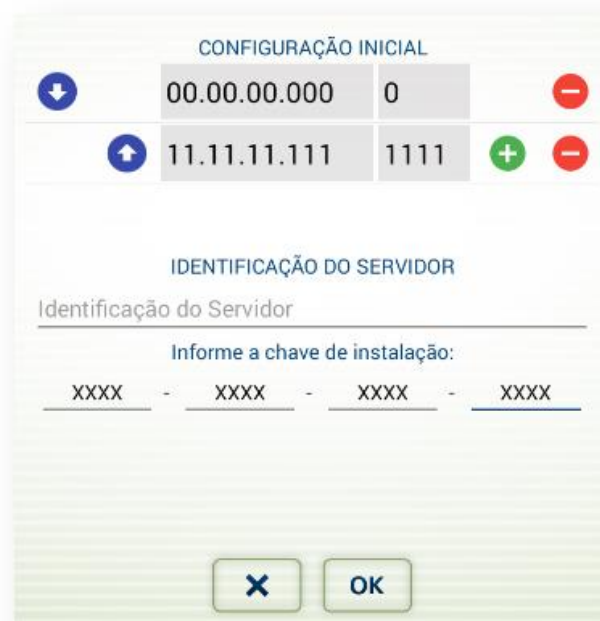 CONFIGURAÇÃO INICIAL
00.00.00.000 0
11.11.11.111 1111
IDENTIFICAÇÃO DO SERVIDOR
Identificação do Servidor
Informe a chave de instalação:
XXXX - XXXX - XXXX - XXXX
OK